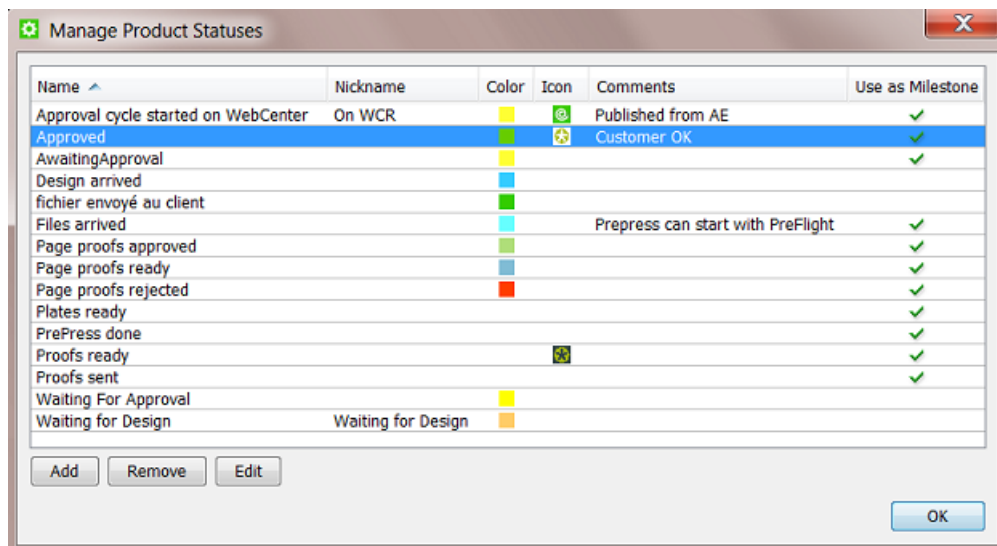 Manage Product Statuses
Name Nickname Color Icon Comments Use as Milestone
Approval cycle started on WebCenter On WCR Published from AE
Approved Customer OK
AwaitingApproval
Design arrived
fichier envoyé au client
Files arrived Prepress can start with PreFlight
Page proofs approved
Page proofs ready
Page proofs rejected
Plates ready
PrePress done
Proofs ready
Proofs sent
Waiting For Approval
Waiting for Design Waiting for Design
Add Remove Edit
OK